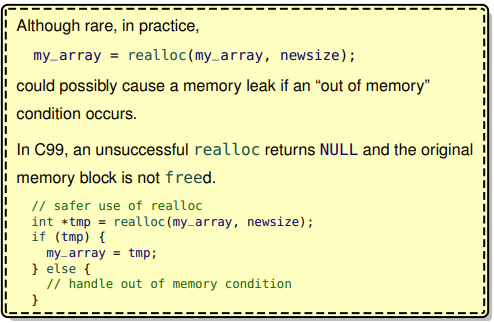 Although rare, in practice,
my_array = realloc(my_array, newsize);
could possibly cause a memory leak if an “out of memory”
condition occurs.
In C99, an unsuccessful realloc returns NULL and the original
memory block is not freed.
// safer use of realloc
int *tmp = realloc(my_array, newsize);
if (tmp) {
  my_array = tmp;
} else {
  // handle out of memory condition
}